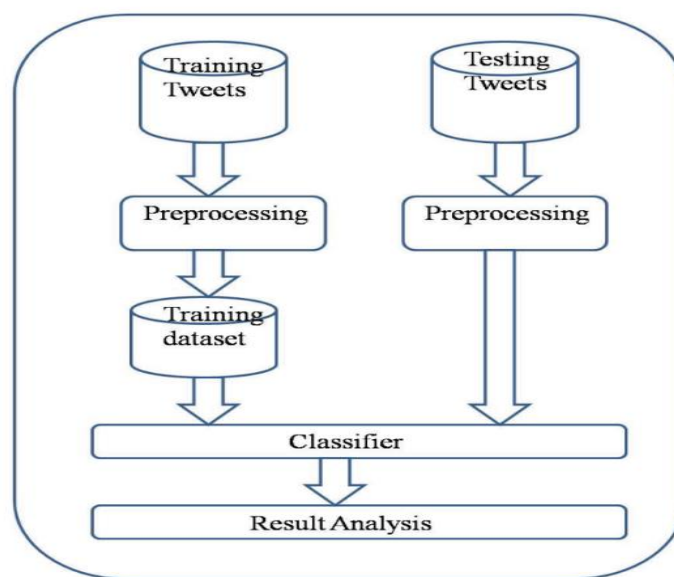 Training
Tweets
Testing
Tweets
Preprocessing
Preprocessing
Training
dataset
Classifier
Result Analysis